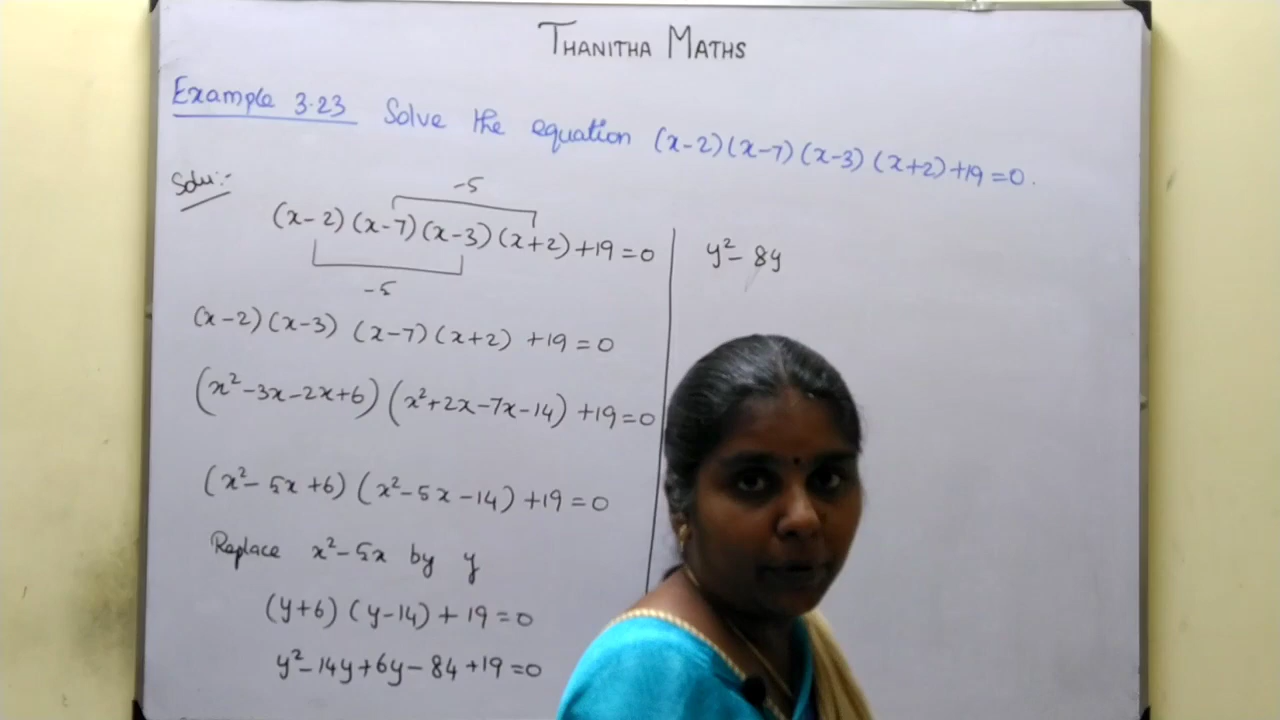 THANITHA MATHS
Example 3.23 Solve the equation (x-2)(x-7)(x-3)(x+2)+19=0.
Solu:-
-5
(x-2)(x-7)(x-3)(x+2)+19=0
-5
(x-2)(x-3) (x-7)(x+2) +19=0
(x²-3x-2x+6)(x²+2x-7x-14)+19=0
(x²-5x+6)(x²-5x-14)+19=0
Replace x²-5x by y
(y+6)(y-14)+19=0
y²-14y+6y-84+19=0
y²-8y